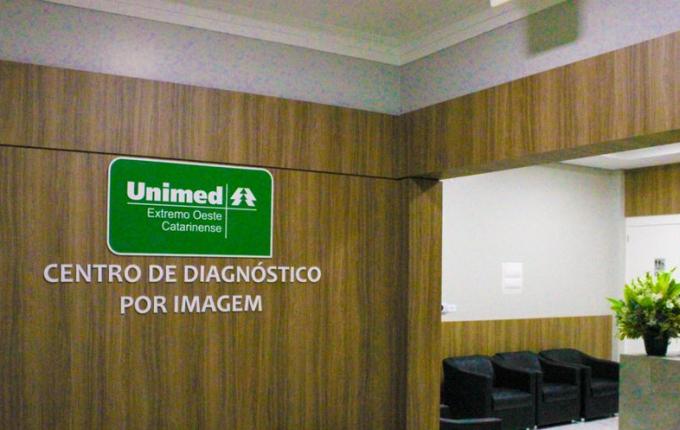 Unimed
Extremo Oeste
Catarinense
CENTRO DE DIAGNÓSTICO
POR IMAGEM